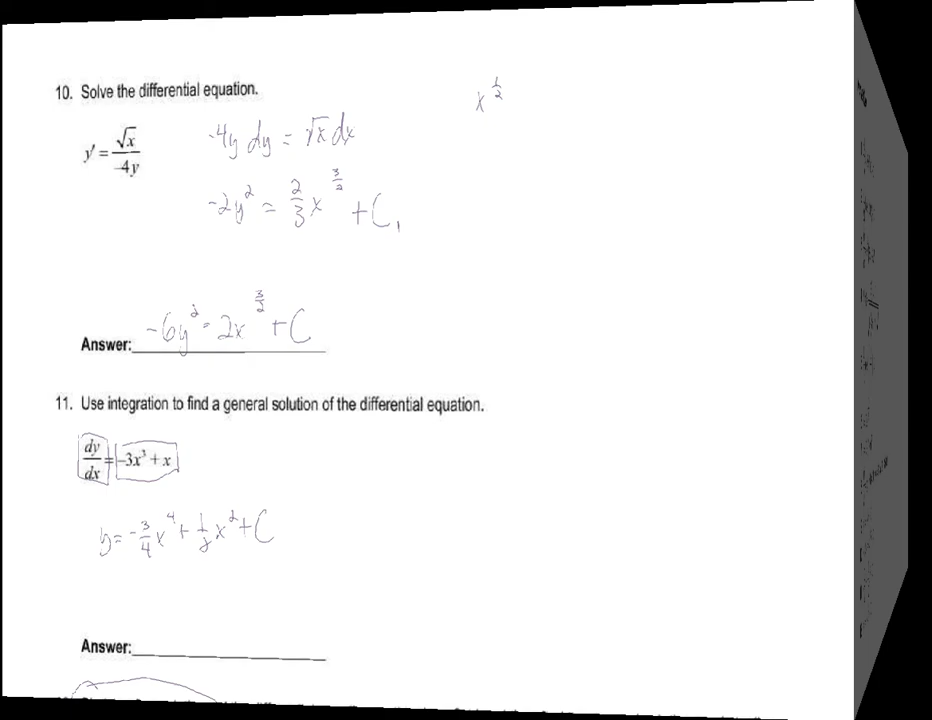 10. Solve the differential equation.
x^{1/2}
y' = √x / -4y
-4y dy = √x dx
-2y² = 2/3 x^{3/2} + C₁
Answer: -6y² = 2x^{3/2} + C
11. Use integration to find a general solution of the differential equation.
dy/dx = -3x³ + x
y = -3/4 x⁴ + 1/2 x² + C
Answer: